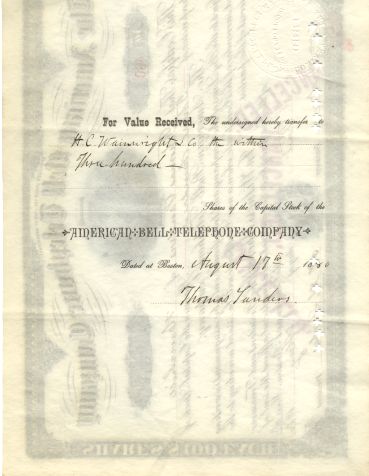 For Value Received, The undersigned hereby transfer to
H. C. Wainwright & Co. the within
Three hundred
Shares of the Capital Stock of the
AMERICAN BELL TELEPHONE COMPANY
Dated at Boston, August 17th 1880
Thomas Sanders.